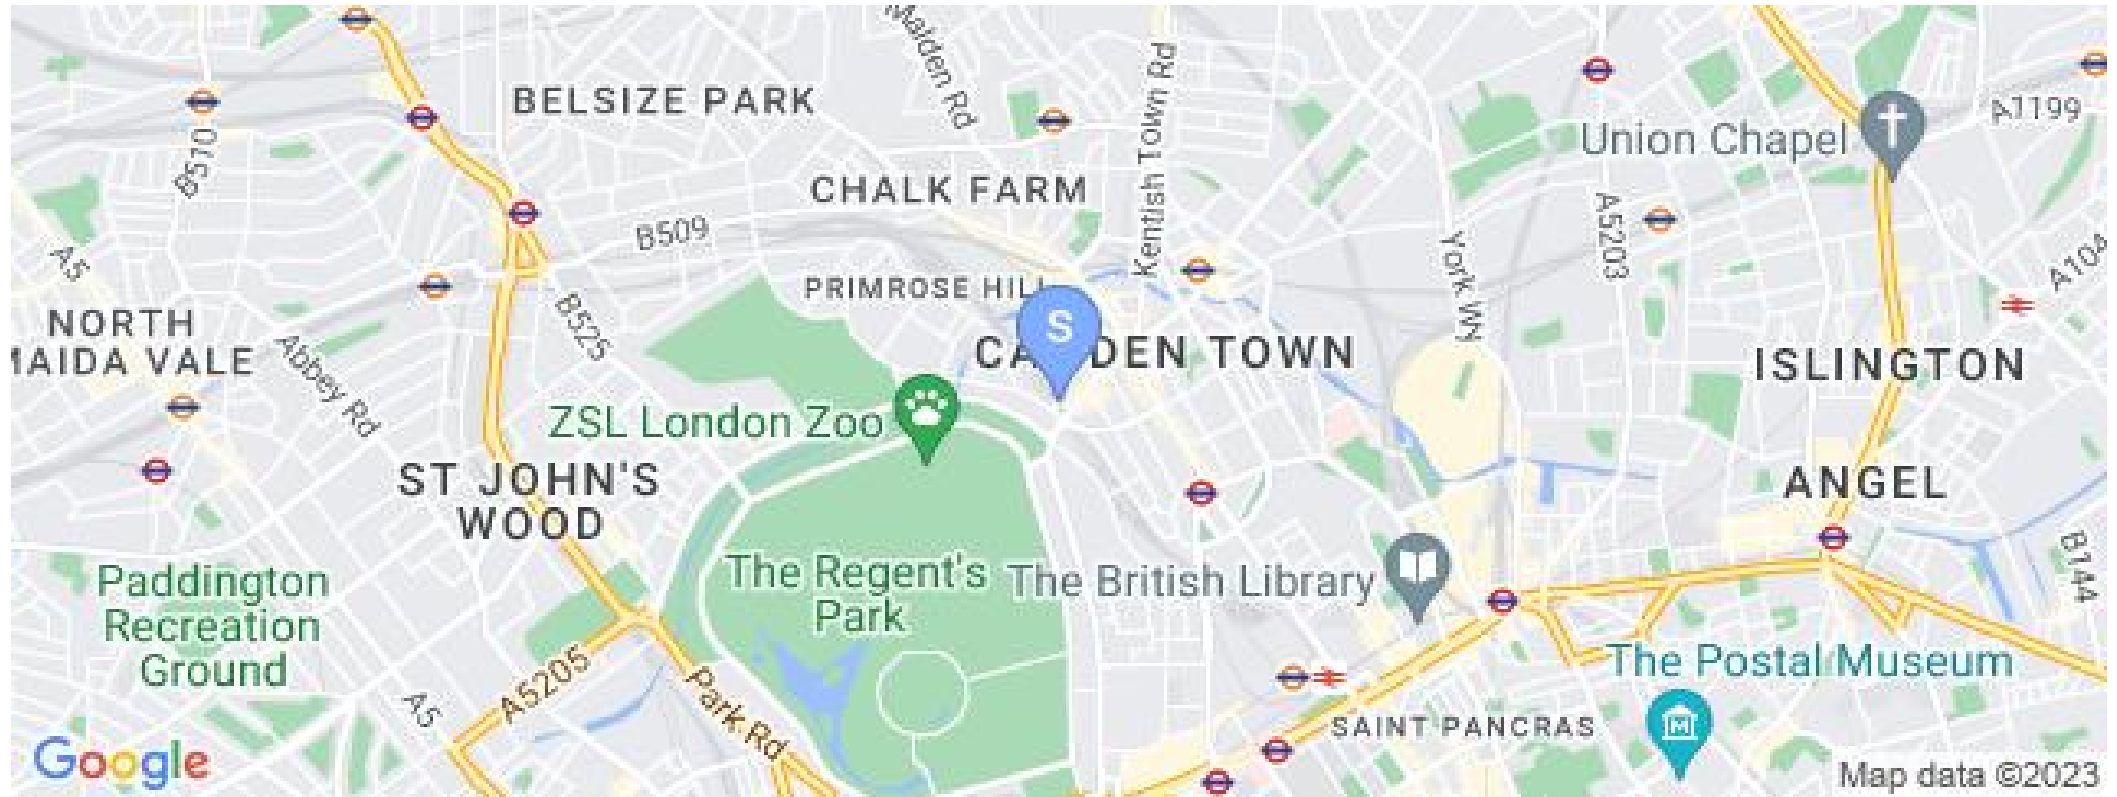 Malden Rd
BELSIZE PARK
Kentish Town Rd
A1199
Union Chapel
B510
CHALK FARM
A5203
B509
York Wy
A5
A104
PRIMROSE HILL
S
NORTH
MAIDA VALE
B525
Abbey Rd
CAMDEN TOWN
ISLINGTON
ZSL London Zoo
ST JOHN'S
WOOD
ANGEL
Paddington
Recreation
Ground
The Regent's
Park
The British Library
B144
A5205
The Postal Museum
M
A5
Park Rd
SAINT PANCRAS
Google
Map data ©2023